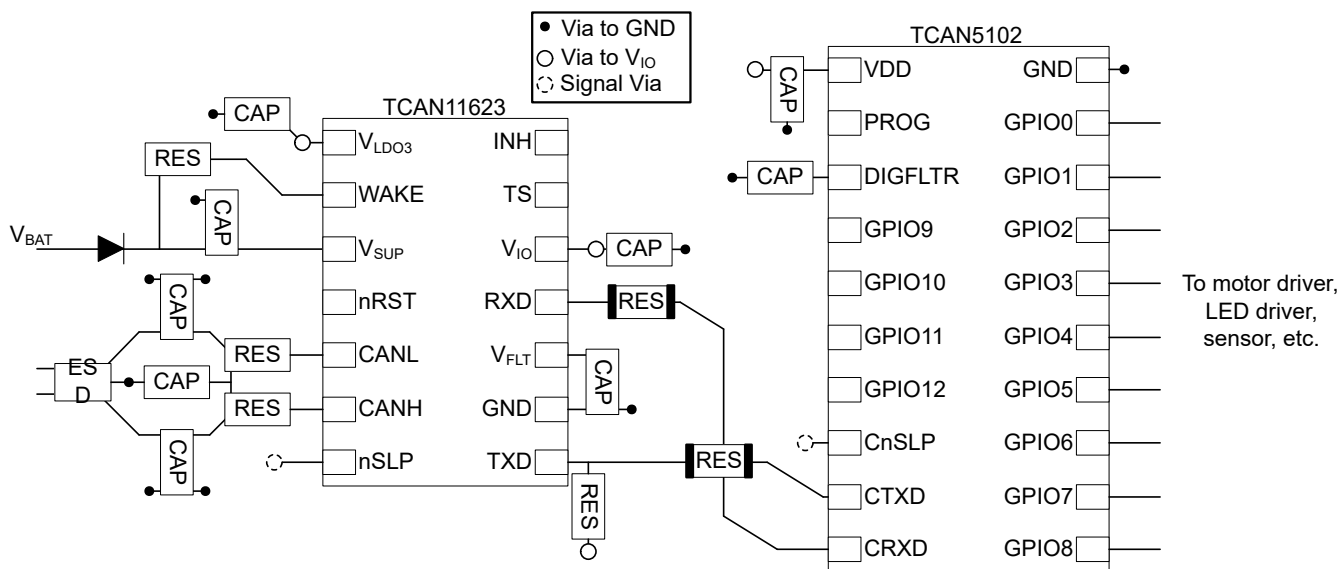 Via to GND
Via to VIO
Signal Via
TCAN11623
CAP
VLDO3
INH
RES
WAKE
TS
CAP
VBAT
VSUP
VIO
CAP
nRST
RXD
RES
CAP
ES
D
RES
CANL
VFLT
CAP
CAP
RES
CANH
GND
CAP
nSLP
TXD
RES
RES
TCAN5102
VDD
GND
CAP
PROG
GPIO0
CAP
DIGFLTR
GPIO1
GPIO9
GPIO2
GPIO10
GPIO3
GPIO11
GPIO4
GPIO12
GPIO5
CnSLP
GPIO6
CTXD
GPIO7
CRXD
GPIO8
To motor driver,
LED driver,
sensor, etc.